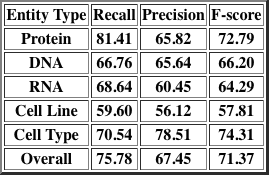 Entity Type Recall Precision F-score
Protein 81.41 65.82 72.79
DNA 66.76 65.64 66.20
RNA 68.64 60.45 64.29
Cell Line 59.60 56.12 57.81
Cell Type 70.54 78.51 74.31
Overall 75.78 67.45 71.37